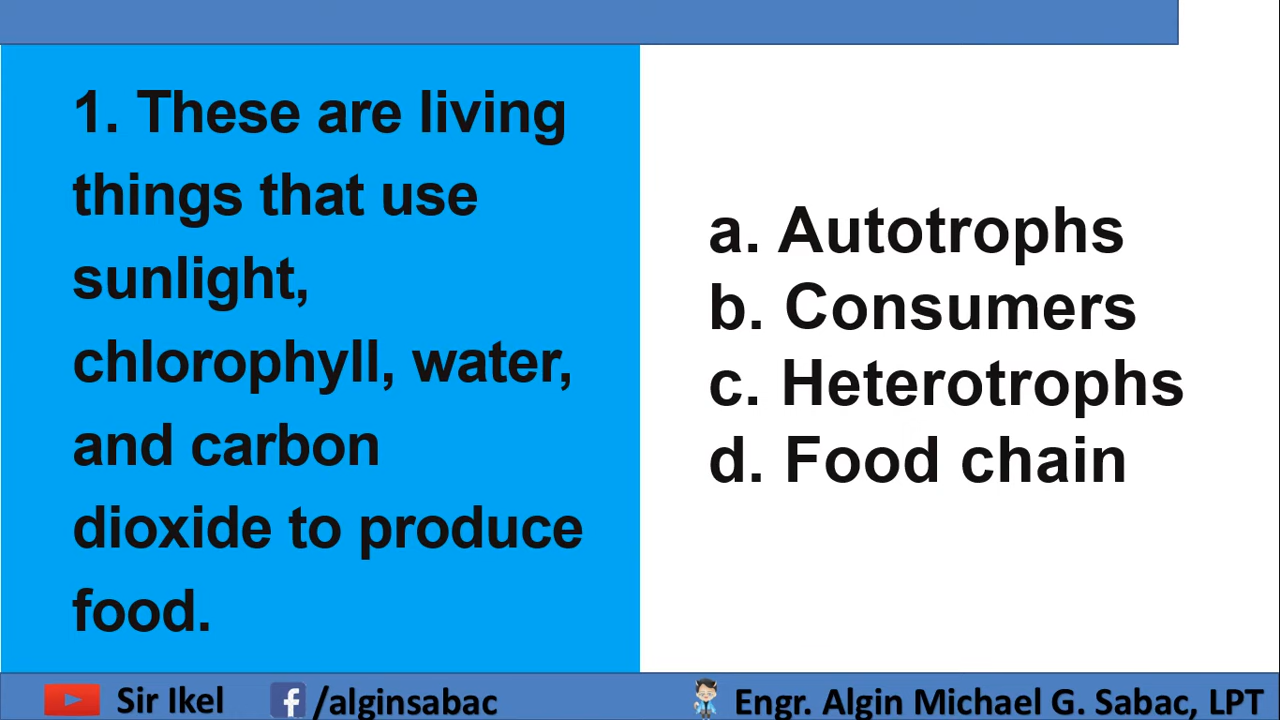 1. These are living
things that use
sunlight,
chlorophyll, water,
and carbon
dioxide to produce
food.
a. Autotrophs
b. Consumers
c. Heterotrophs
d. Food chain
Sir Ikel
/alginsabac
Engr. Algin Michael G. Sabac, LPT